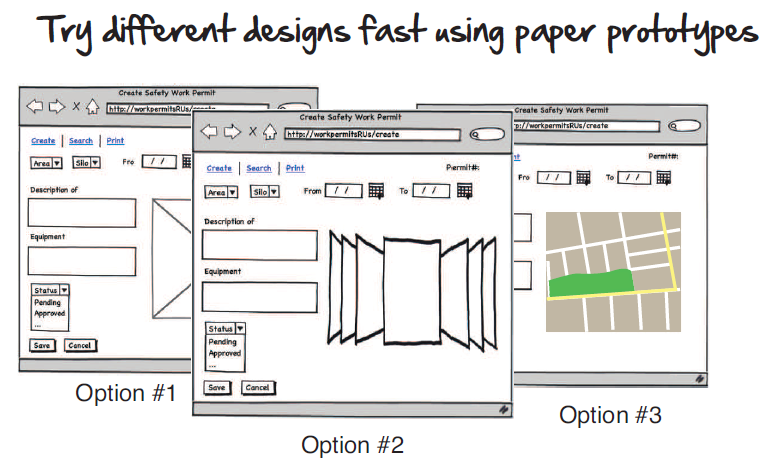 Try different designs fast using paper prototypes
Create Safety Work Permit
X http://workpermitsRUs/create
Create Search Print
Area Silo Fro / /
Description of
Equipment
Status
Pending
Approved
...
Save Cancel
Option #1
Create Safety Work Permit
X http://workpermitsRUs/create
Create Search Print
Permit#:
Area Silo From / / To / /
Description of
Equipment
Status
Pending
Approved
...
Save Cancel
Option #2
Create Safety Work Permit
p://workpermitsRUs/create
nt
Permit#:
Fro / / To / /
Option #3